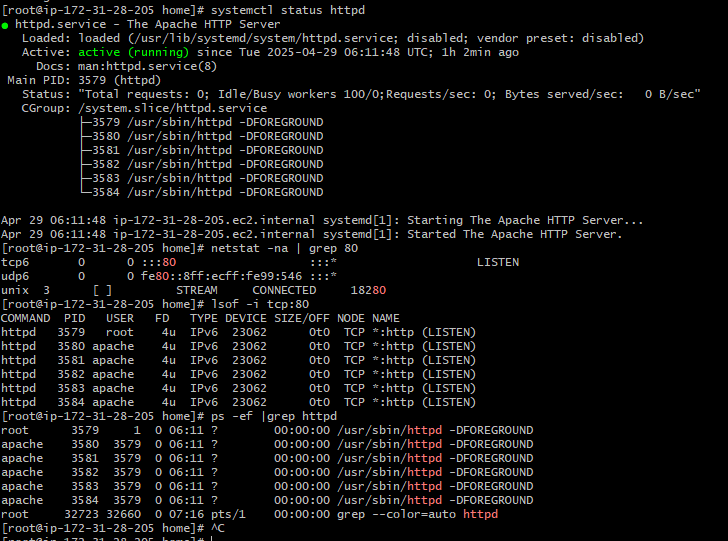 [root@ip-172-31-28-205 home]# systemctl status httpd
● httpd.service - The Apache HTTP Server
   Loaded: loaded (/usr/lib/systemd/system/httpd.service; disabled; vendor preset: disabled)
   Active: active (running) since Tue 2025-04-29 06:11:48 UTC; 1h 2min ago
     Docs: man:httpd.service(8)
 Main PID: 3579 (httpd)
   Status: "Total requests: 0; Idle/Busy workers 100/0;Requests/sec: 0; Bytes served/sec:   0 B/sec"
   CGroup: /system.slice/httpd.service
           ├─3579 /usr/sbin/httpd -DFOREGROUND
           ├─3580 /usr/sbin/httpd -DFOREGROUND
           ├─3581 /usr/sbin/httpd -DFOREGROUND
           ├─3582 /usr/sbin/httpd -DFOREGROUND
           ├─3583 /usr/sbin/httpd -DFOREGROUND
           └─3584 /usr/sbin/httpd -DFOREGROUND

Apr 29 06:11:48 ip-172-31-28-205.ec2.internal systemd[1]: Starting The Apache HTTP Server...
Apr 29 06:11:48 ip-172-31-28-205.ec2.internal systemd[1]: Started The Apache HTTP Server.
[root@ip-172-31-28-205 home]# netstat -na | grep 80
tcp6       0      0 :::80                   :::*                    LISTEN
udp6       0      0 fe80::8ff:ecff:fe99:546 :::*
unix  3      [ ]         STREAM     CONNECTED     18280
[root@ip-172-31-28-205 home]# lsof -i tcp:80
COMMAND  PID   USER   FD   TYPE DEVICE SIZE/OFF NODE NAME
httpd   3579   root    4u  IPv6  23062      0t0  TCP *:http (LISTEN)
httpd   3580 apache    4u  IPv6  23062      0t0  TCP *:http (LISTEN)
httpd   3581 apache    4u  IPv6  23062      0t0  TCP *:http (LISTEN)
httpd   3582 apache    4u  IPv6  23062      0t0  TCP *:http (LISTEN)
httpd   3583 apache    4u  IPv6  23062      0t0  TCP *:http (LISTEN)
httpd   3584 apache    4u  IPv6  23062      0t0  TCP *:http (LISTEN)
[root@ip-172-31-28-205 home]# ps -ef |grep httpd
root      3579     1  0 06:11 ?        00:00:00 /usr/sbin/httpd -DFOREGROUND
apache    3580  3579  0 06:11 ?        00:00:00 /usr/sbin/httpd -DFOREGROUND
apache    3581  3579  0 06:11 ?        00:00:00 /usr/sbin/httpd -DFOREGROUND
apache    3582  3579  0 06:11 ?        00:00:00 /usr/sbin/httpd -DFOREGROUND
apache    3583  3579  0 06:11 ?        00:00:00 /usr/sbin/httpd -DFOREGROUND
apache    3584  3579  0 06:11 ?        00:00:00 /usr/sbin/httpd -DFOREGROUND
root     32723 32660  0 07:16 pts/1    00:00:00 grep --color=auto httpd
[root@ip-172-31-28-205 home]# ^C
[root@ip-172-31-28-205 home]#